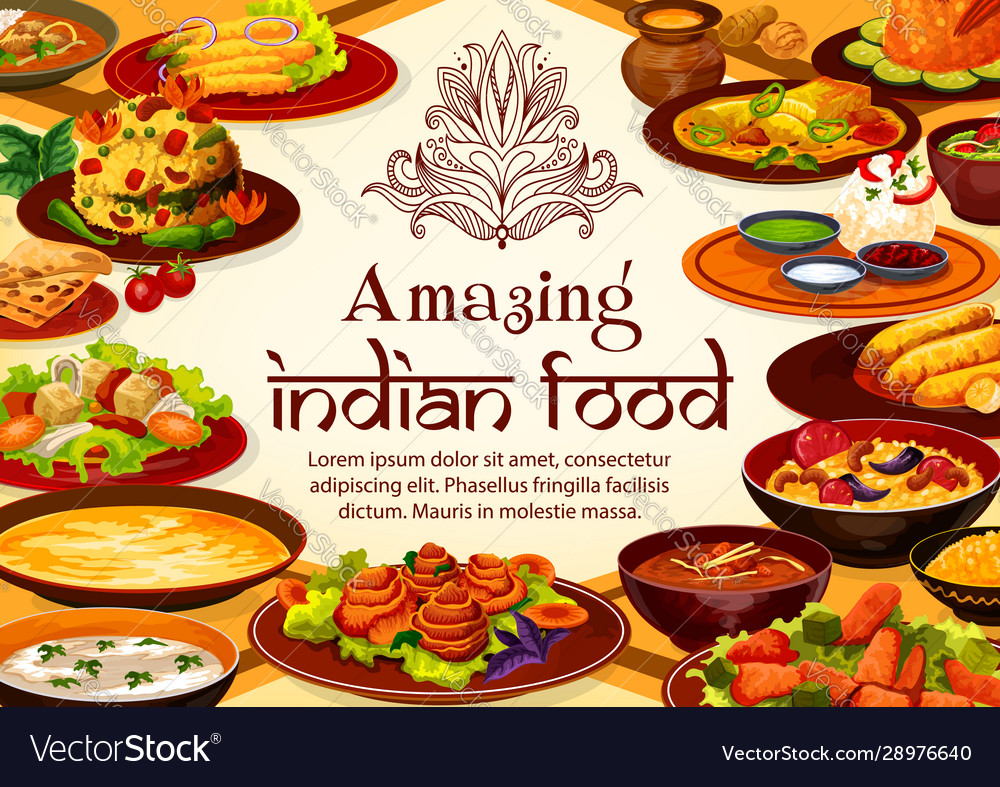 Amazing
indian food
Lorem ipsum dolor sit amet, consectetur
adipiscing elit. Phasellus fringilla facilisis
dictum. Mauris in molestie massa.
VectorStock®
VectorStock.com/28976640